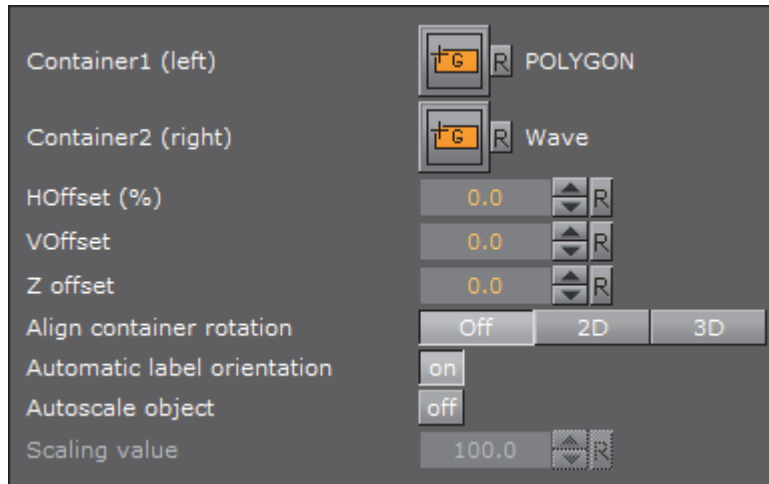 Container1 (left) G R POLYGON
Container2 (right) G R Wave
HOffset (%) 0.0 R
VOffset 0.0 R
Z offset 0.0 R
Align container rotation Off 2D 3D
Automatic label orientation on
Autoscale object off
Scaling value 100.0 R